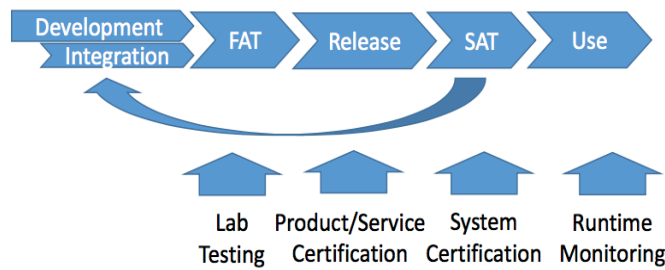 Development
Integration
FAT
Release
SAT
Use
Lab
Testing
Product/Service
Certification
System
Certification
Runtime
Monitoring